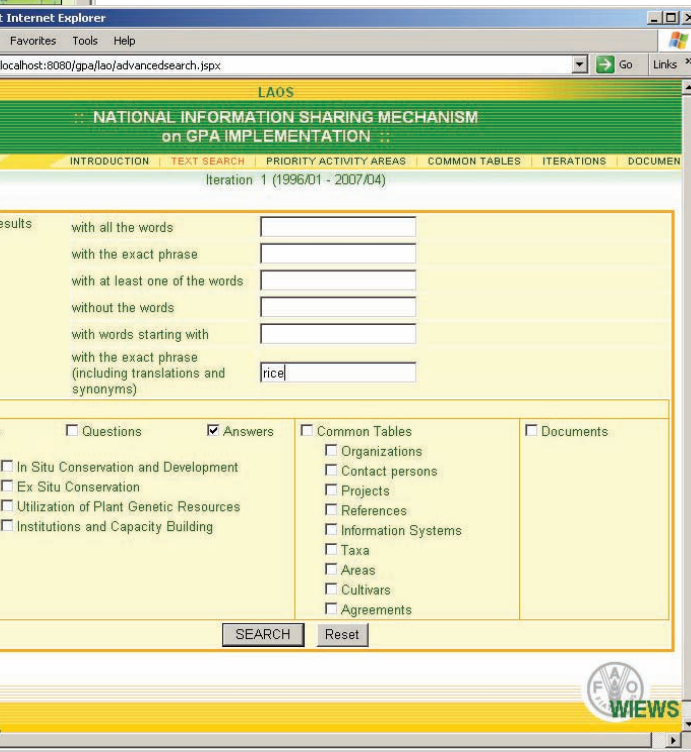 t Internet Explorer
Favorites Tools Help
localhost:8080/gpa/lao/advancedsearch.jspx Go Links »
LAOS
:: NATIONAL INFORMATION SHARING MECHANISM
on GPA IMPLEMENTATION ::
INTRODUCTION | TEXT SEARCH | PRIORITY ACTIVITY AREAS | COMMON TABLES | ITERATIONS | DOCUMEN
Iteration 1 (1996/01 - 2007/04)
esults with all the words
with the exact phrase
with at least one of the words
without the words
with words starting with
with the exact phrase
(including translations and rice
synonyms)
Questions Answers Common Tables Documents
Organizations
In Situ Conservation and Development
Contact persons
Ex Situ Conservation
Projects
Utilization of Plant Genetic Resources
References
Institutions and Capacity Building
Information Systems
Taxa
Areas
Cultivars
Agreements
SEARCH Reset
FAO
WIEWS